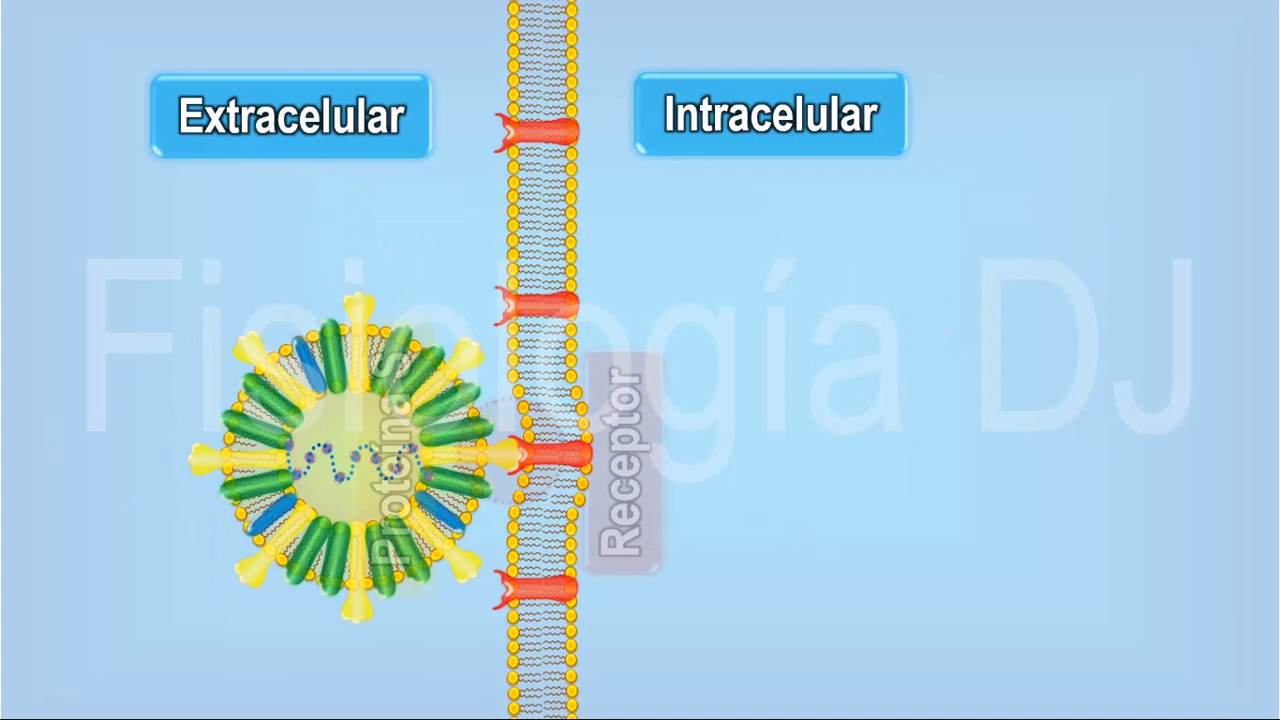 Extracelular
Intracelular
Fisiología DJ
Proteínas
Receptor